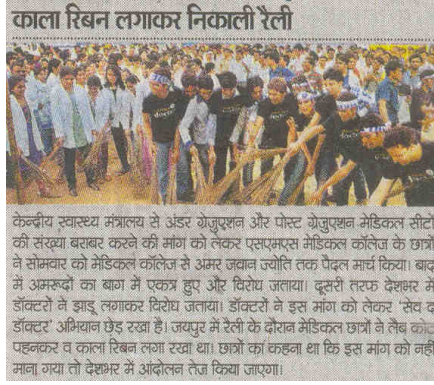 काला रिबन लगाकर निकाली रैली
केन्द्रीय स्वास्थ्य मंत्रालय से अंडर ग्रेजुएशन और पोस्ट ग्रेजुएशन मेडिकल सीटों
की संख्या बराबर करने की मांग को लेकर एसएमएस मेडिकल कॉलेज के छात्रों
ने सोमवार को मेडिकल कॉलेज से अमर जवान ज्योति तक पैदल मार्च किया। बाद
में अमरूदों का बाग में एकत्र हुए और विरोध जताया। दूसरी तरफ देशभर में
डॉक्टरों ने झाडू लगाकर विरोध जताया। डॉक्टरों ने इस मांग को लेकर 'सेव द
डॉक्टर' अभियान छेड़ रखा है। जयपुर में रैली के दौरान मेडिकल छात्रों ने लैब कोट
पहनकर व काला रिबन लगा रखा था। छात्रों का कहना था कि इस मांग को नहीं
माना गया तो देशभर में आंदोलन तेज किया जाएगा।